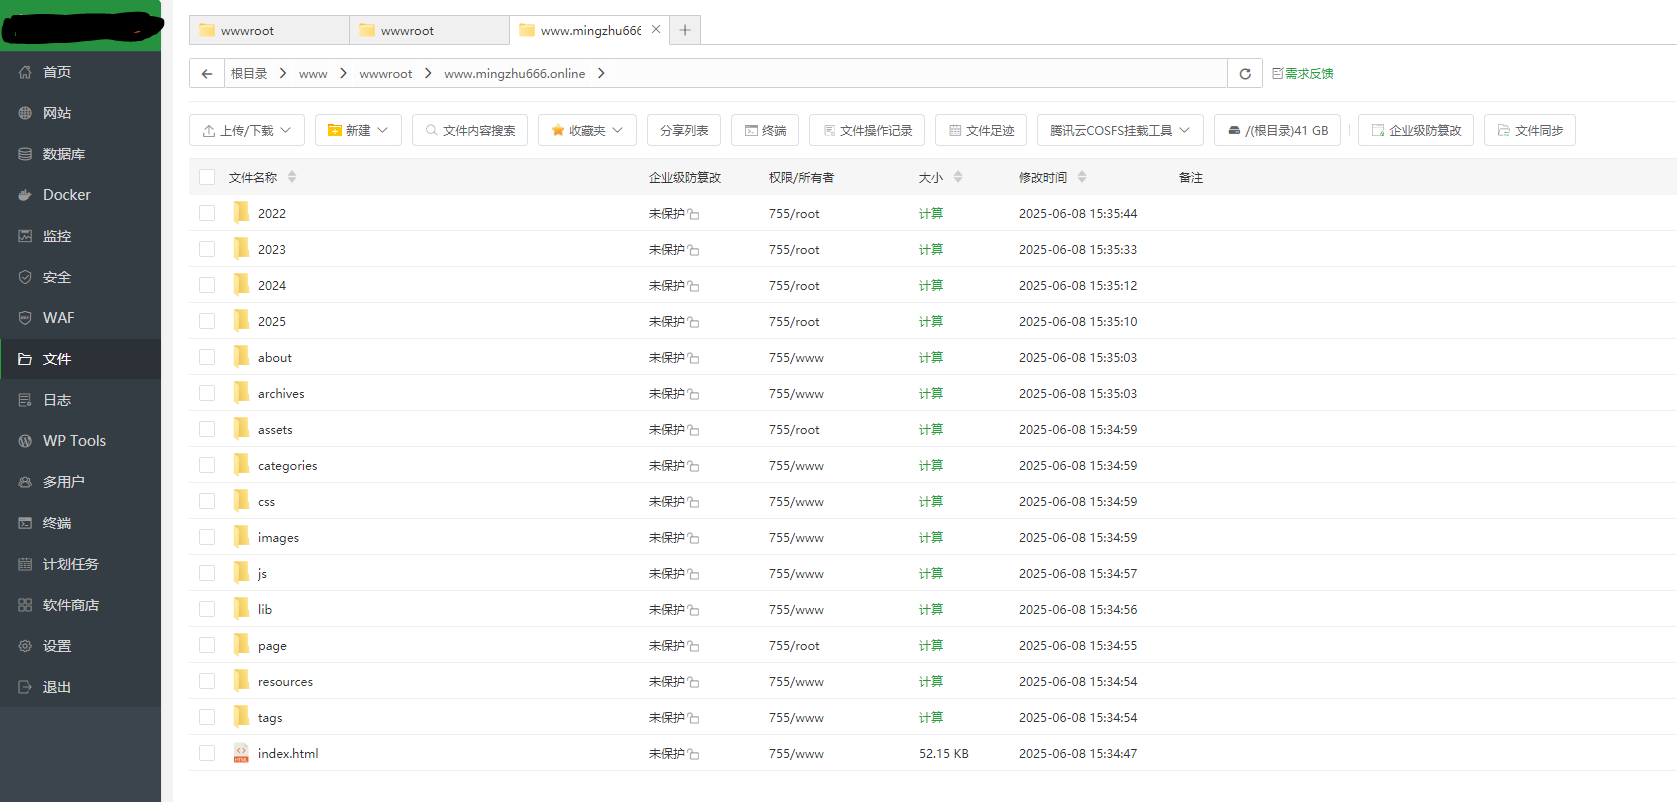 首页
网站
数据库
Docker
监控
安全
WAF
文件
日志
WP Tools
多用户
终端
计划任务
软件商店
设置
退出
wwwroot wwwroot www.mingzhu666
根目录 www wwwroot www.mingzhu666.online 需求反馈
上传/下载 新建 文件内容搜索 收藏夹 分享列表 终端 文件操作记录 文件足迹 腾讯云COSFS挂载工具 /(根目录)41 GB 企业级防篡改 文件同步
文件名称 企业级防篡改 权限/所有者 大小 修改时间 备注
2022 未保护 755/root 计算 2025-06-08 15:35:44
2023 未保护 755/root 计算 2025-06-08 15:35:33
2024 未保护 755/root 计算 2025-06-08 15:35:12
2025 未保护 755/root 计算 2025-06-08 15:35:10
about 未保护 755/www 计算 2025-06-08 15:35:03
archives 未保护 755/www 计算 2025-06-08 15:35:03
assets 未保护 755/root 计算 2025-06-08 15:34:59
categories 未保护 755/www 计算 2025-06-08 15:34:59
css 未保护 755/www 计算 2025-06-08 15:34:59
images 未保护 755/www 计算 2025-06-08 15:34:59
js 未保护 755/www 计算 2025-06-08 15:34:57
lib 未保护 755/www 计算 2025-06-08 15:34:56
page 未保护 755/root 计算 2025-06-08 15:34:55
resources 未保护 755/www 计算 2025-06-08 15:34:54
tags 未保护 755/www 计算 2025-06-08 15:34:54
index.html 未保护 755/www 52.15 KB 2025-06-08 15:34:47